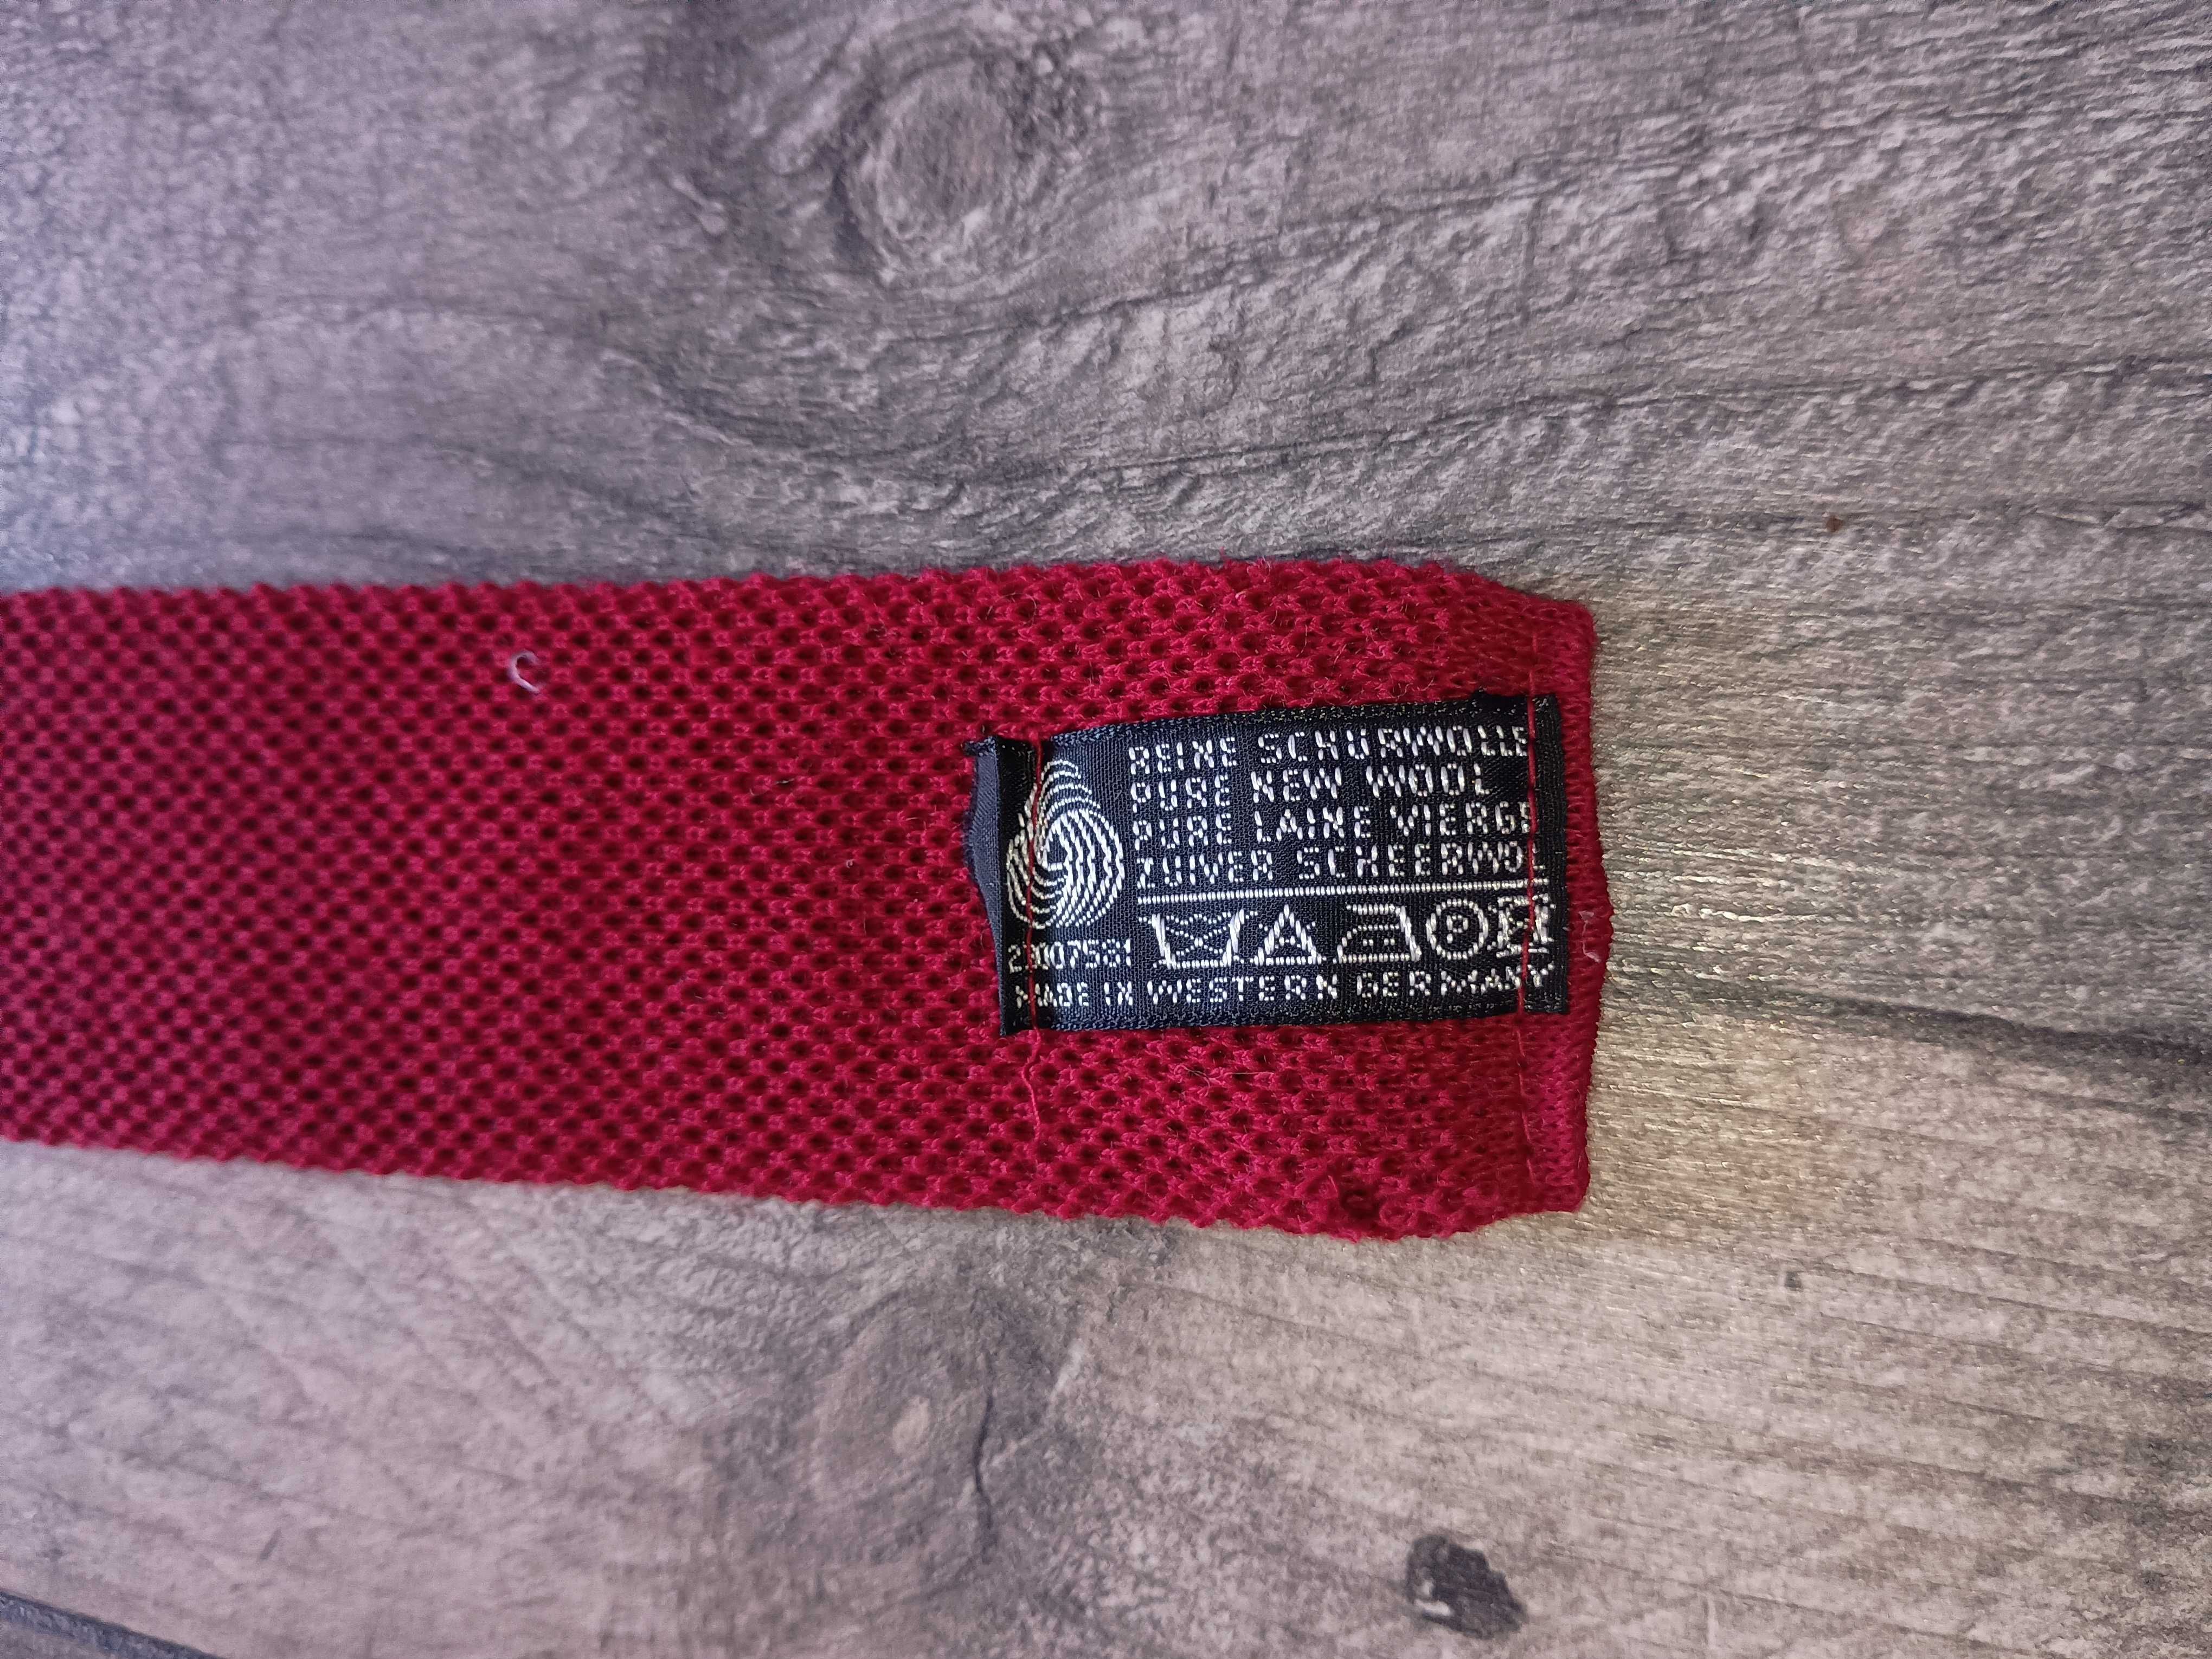 REINE SCHURWOLLE
PURE NEW WOOL
PURE LAINE VIERGE
ZUIVER SCHEERWOL
MADE IN WESTERN GERMANY